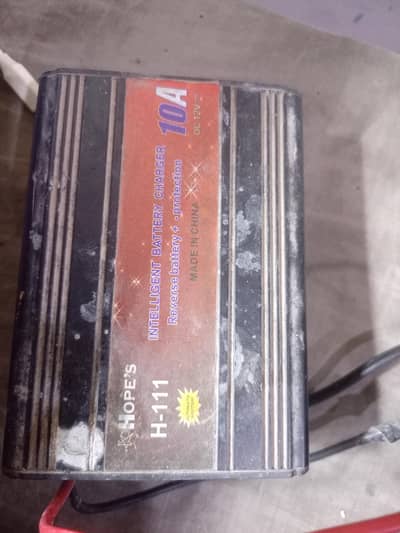 HOPE'S
H-111
INTELLIGENT BATTERY CHARGER
Reverse battery + -protection
MADE IN CHINA
10A
DC 12V